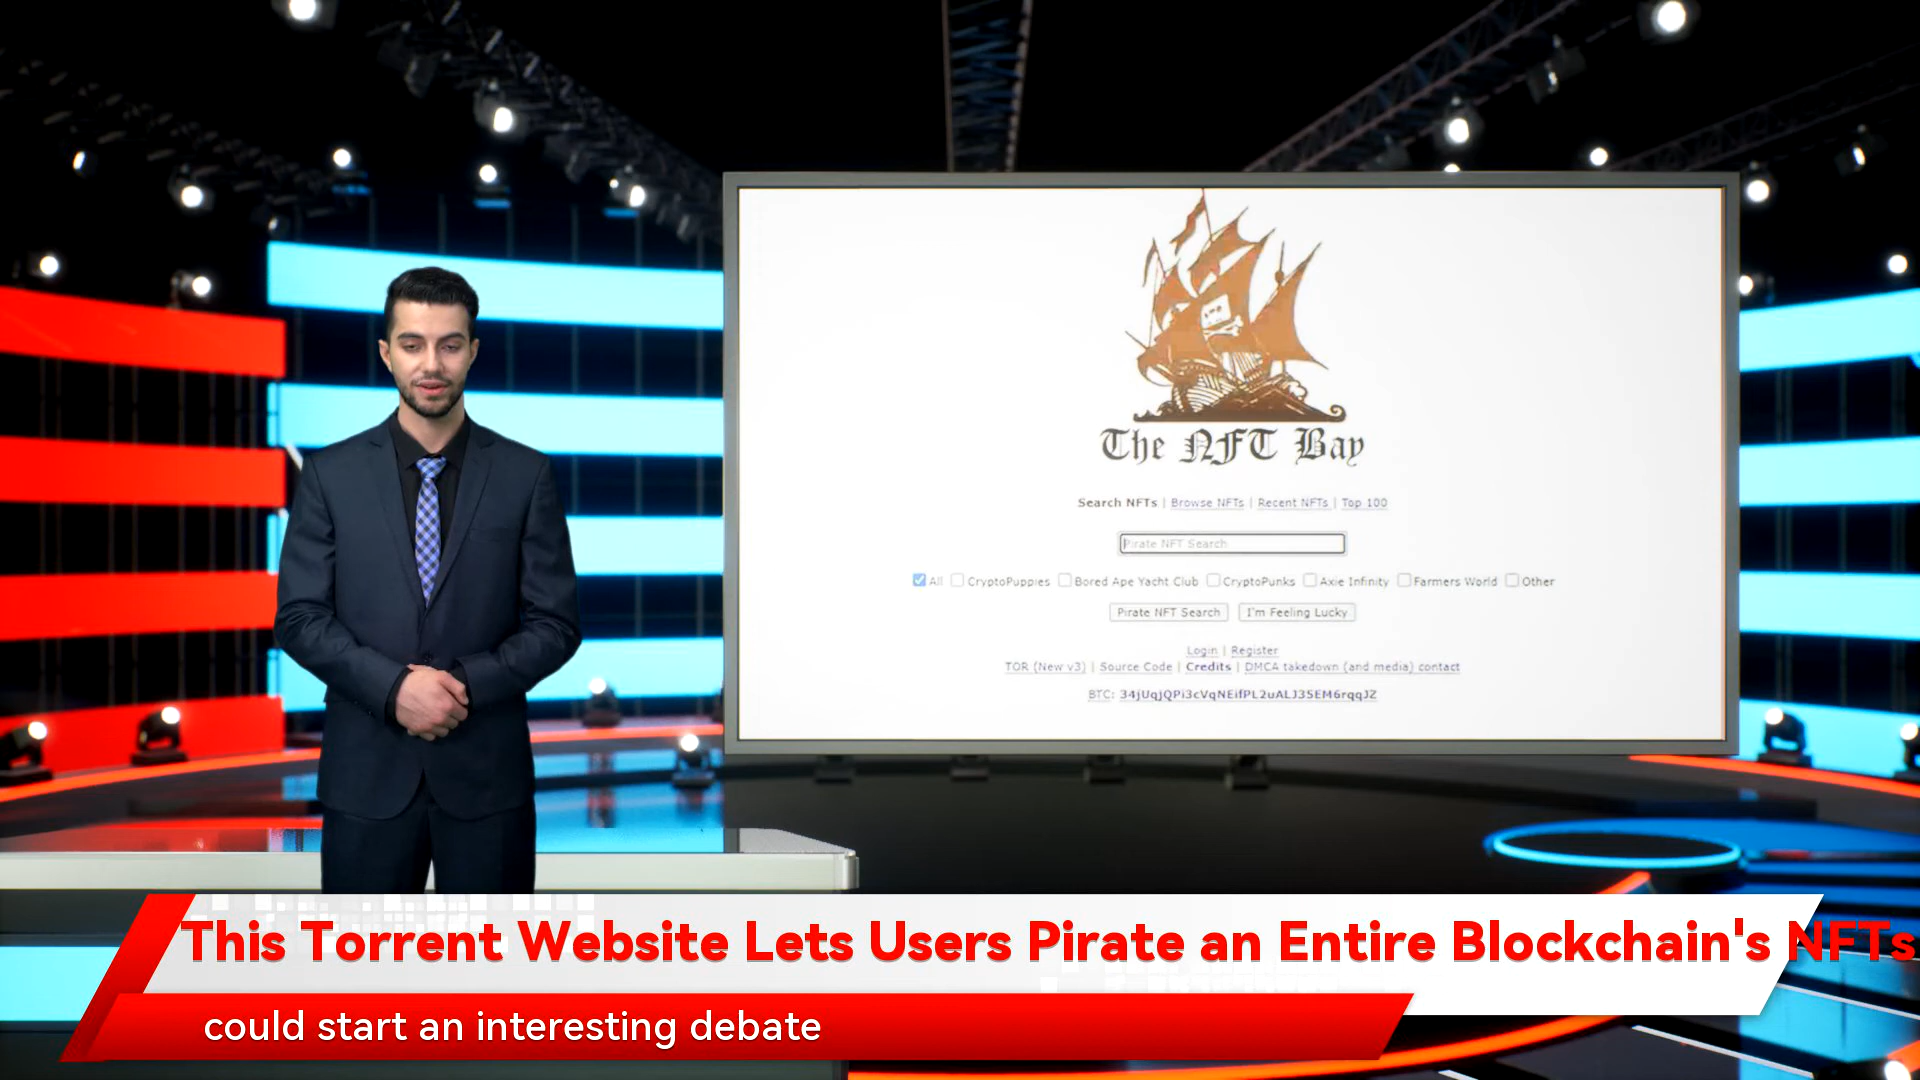 The NFT Bay
Search NFTs | Browse NFTs | Recent NFTs | Top 100
Pirate NFT Search
All CryptoPuppies Bored Ape Yacht Club CryptoPunks Axie Infinity Farmers World Other
Pirate NFT Search I'm Feeling Lucky
Login | Register
TOR (New v3) | Source Code | Credits | DMCA takedown (and media) contact
BTC: 34jUqjQPi3cVqNEifPL2uALJ35EM6rqqJZ
This Torrent Website Lets Users Pirate an Entire Blockchain's NFTs
could start an interesting debate